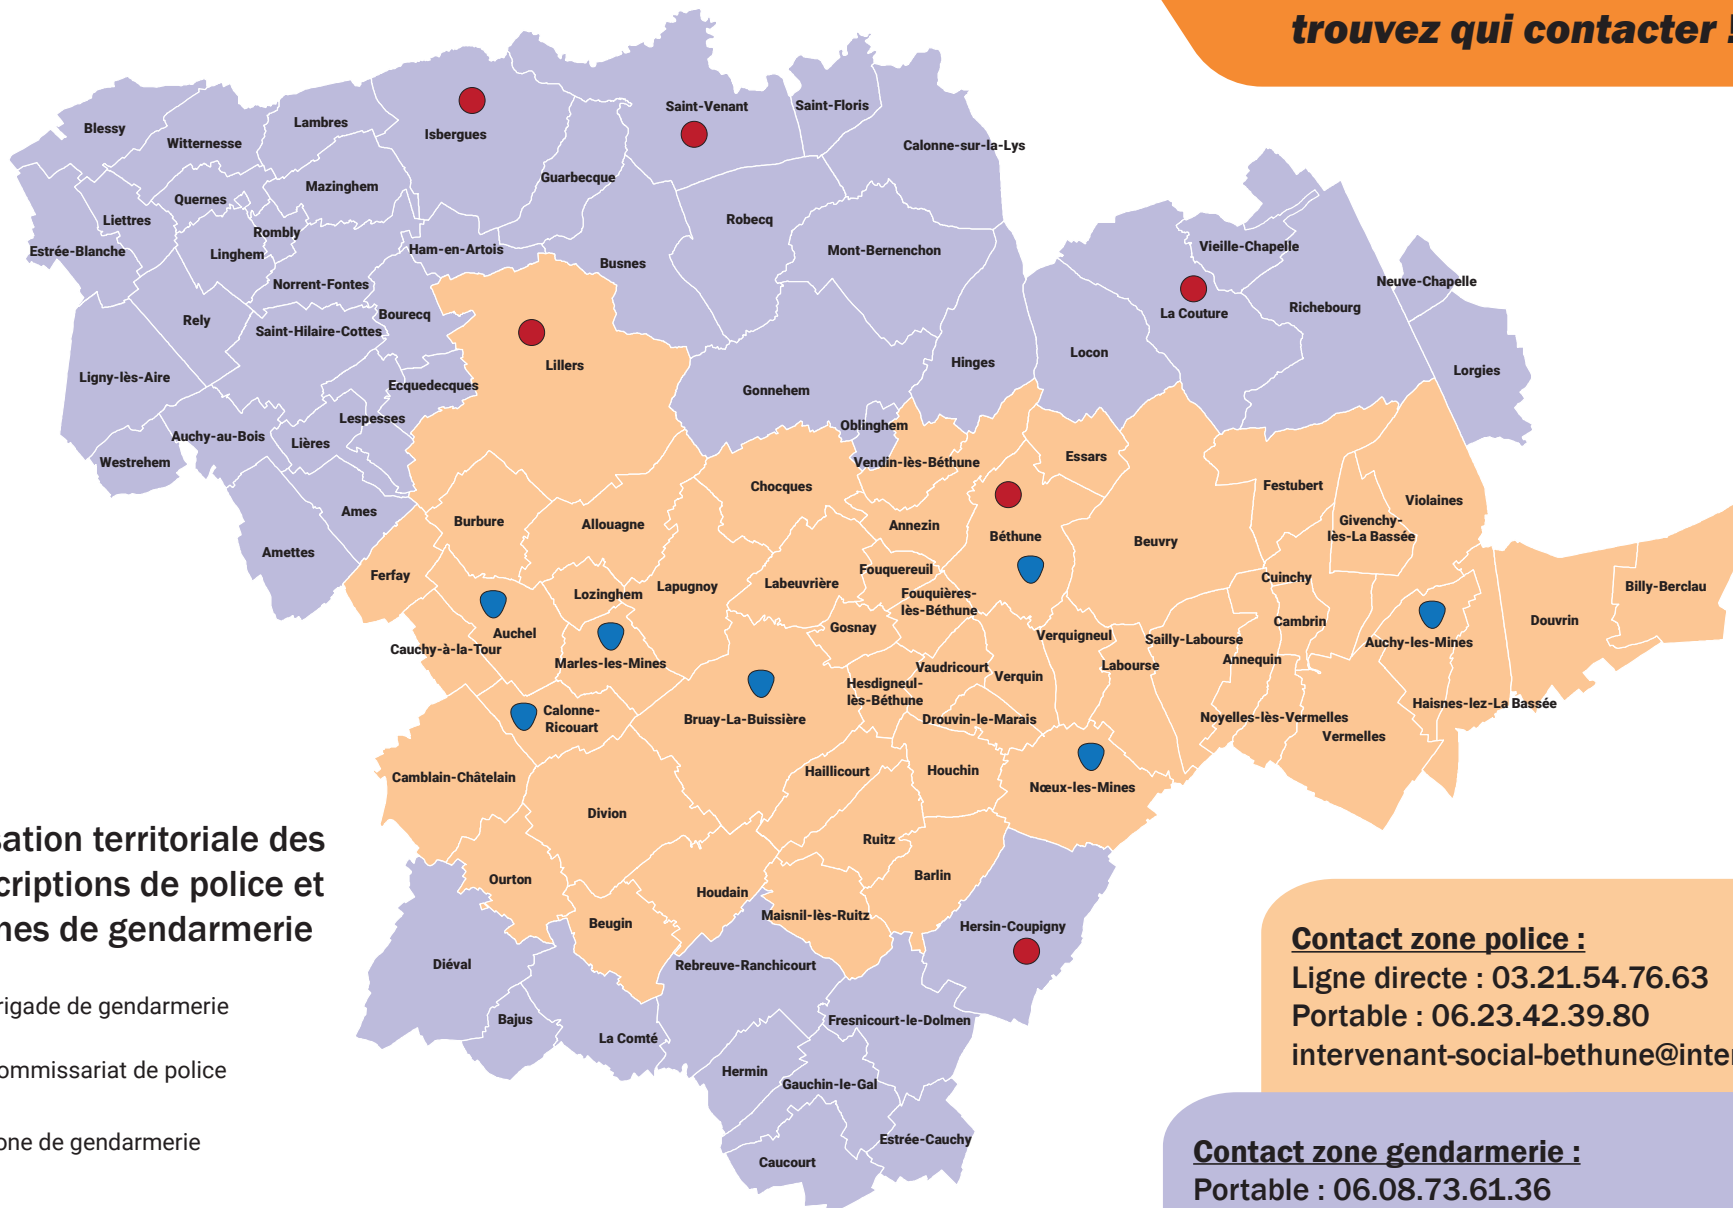 trouvez qui contacter !
Blessy
Witternesse
Lambres
Isbergues
Saint-Venant
Saint-Floris
Calonne-sur-la-Lys
Guarbecque
Mazinghem
Quernes
Liettres
Rombly
Linghem
Estrée-Blanche
Ham-en-Artois
Norrent-Fontes
Busnes
Robecq
Mont-Bernenchon
Vieille-Chapelle
Neuve-Chapelle
La Couture
Richebourg
Rely
Saint-Hilaire-Cottes
Bourecq
Ligny-lès-Aire
Ecquedecques
Lillers
Gonnehem
Hinges
Locon
Lorgies
Lespesses
Auchy-au-Bois
Lières
Westrehem
Oblinghem
Vendin-lès-Béthune
Essars
Ames
Amettes
Burbure
Allouagne
Chocques
Annezin
Béthune
Beuvry
Festubert
Givenchy-
lès-La Bassée
Violaines
Ferfay
Lozinghem
Lapugnoy
Labeuvrière
Fouquereuil
Fouquières-
lès-Béthune
Cuinchy
Billy-Berclau
Douvrin
Cauchy-à-la-Tour
Auchel
Marles-les-Mines
Gosnay
Verquigneul
Sailly-Labourse
Cambrin
Auchy-les-Mines
Vaudricourt
Verquin
Labourse
Annequin
Hesdigneul-
lès-Béthune
Calonne-
Ricouart
Bruay-La-Buissière
Drouvin-le-Marais
Noyelles-lès-Vermelles
Vermelles
Haisnes-lez-La Bassée
Camblain-Châtelain
Divion
Haillicourt
Houchin
Nœux-les-Mines
Ruitz
Barlin
Ourton
Houdain
Beugin
Maisnil-lès-Ruitz
Hersin-Coupigny
Diéval
Rebreuve-Ranchicourt
Bajus
La Comté
Fresnicourt-le-Dolmen
Hermin
Gauchin-le-Gal
Estrée-Cauchy
Caucourt
sation territoriale des
criptions de police et
nes de gendarmerie
rigade de gendarmerie
ommissariat de police
one de gendarmerie
Contact zone police :
Ligne directe : 03.21.54.76.63
Portable : 06.23.42.39.80
intervenant-social-bethune@inter
Contact zone gendarmerie :
Portable : 06.08.73.61.36